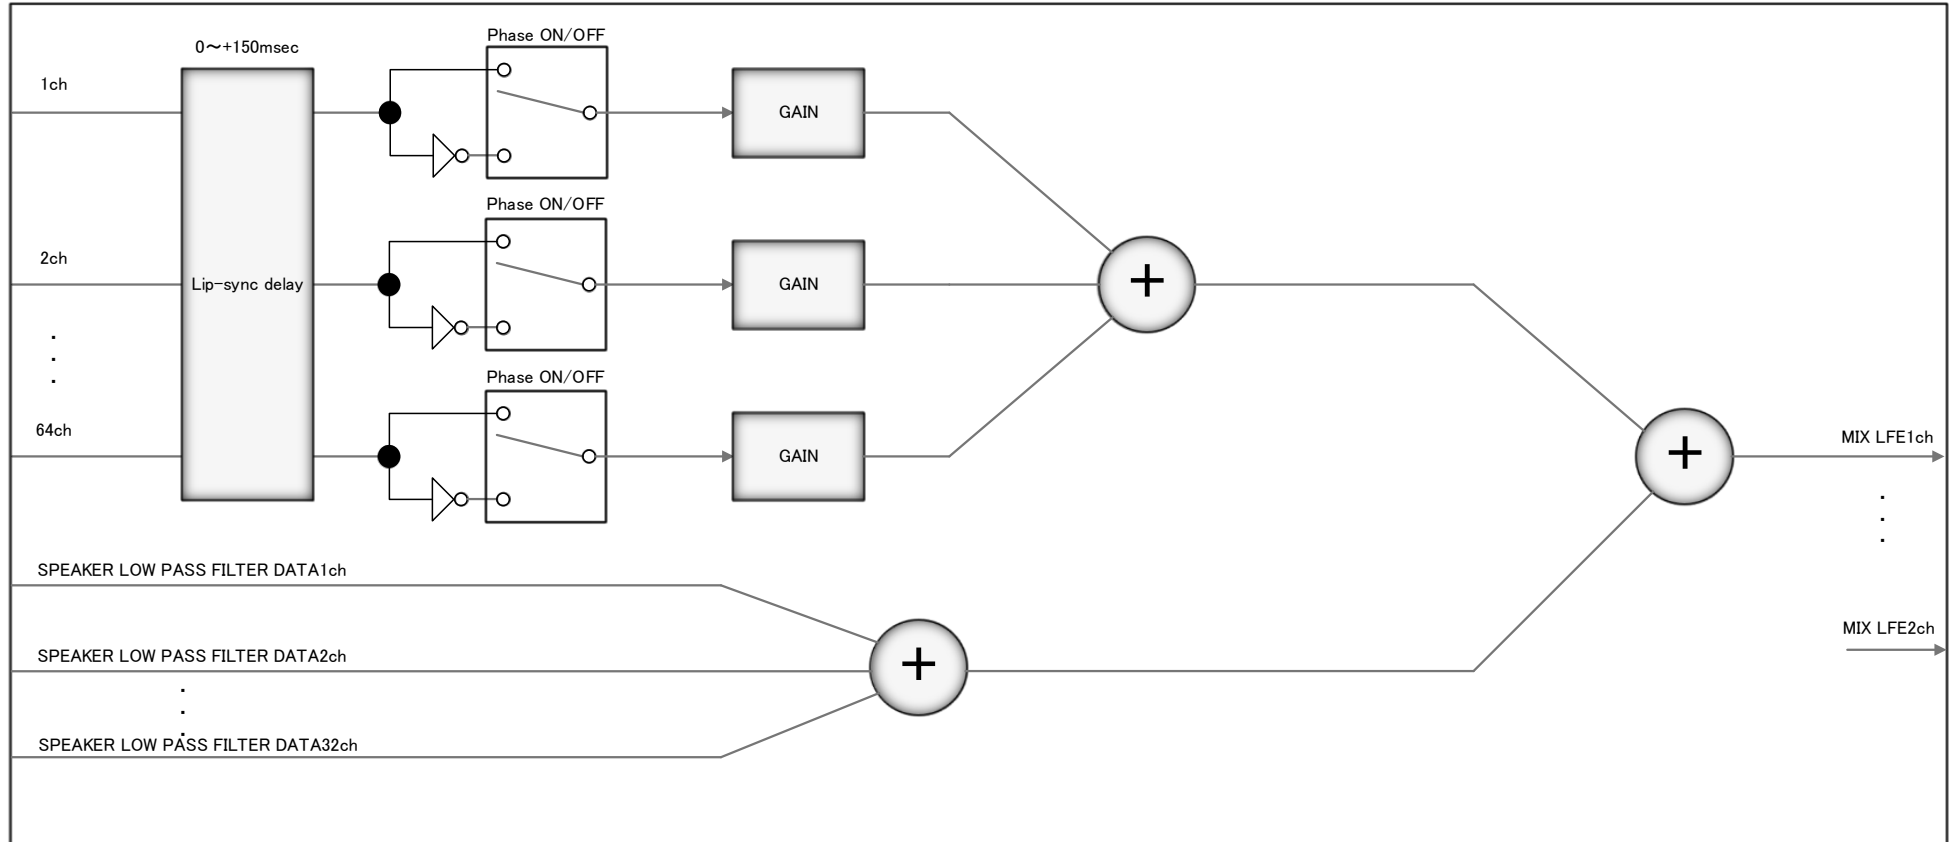 Phase ON/OFF
0～+150msec
1ch
GAIN
Phase ON/OFF
2ch
Lip-sync delay
GAIN
+
.
.
.
Phase ON/OFF
64ch
GAIN
+
MIX LFE1ch
.
.
.
SPEAKER LOW PASS FILTER DATA1ch
MIX LFE2ch
SPEAKER LOW PASS FILTER DATA2ch
+
.
.
.
SPEAKER LOW PASS FILTER DATA32ch